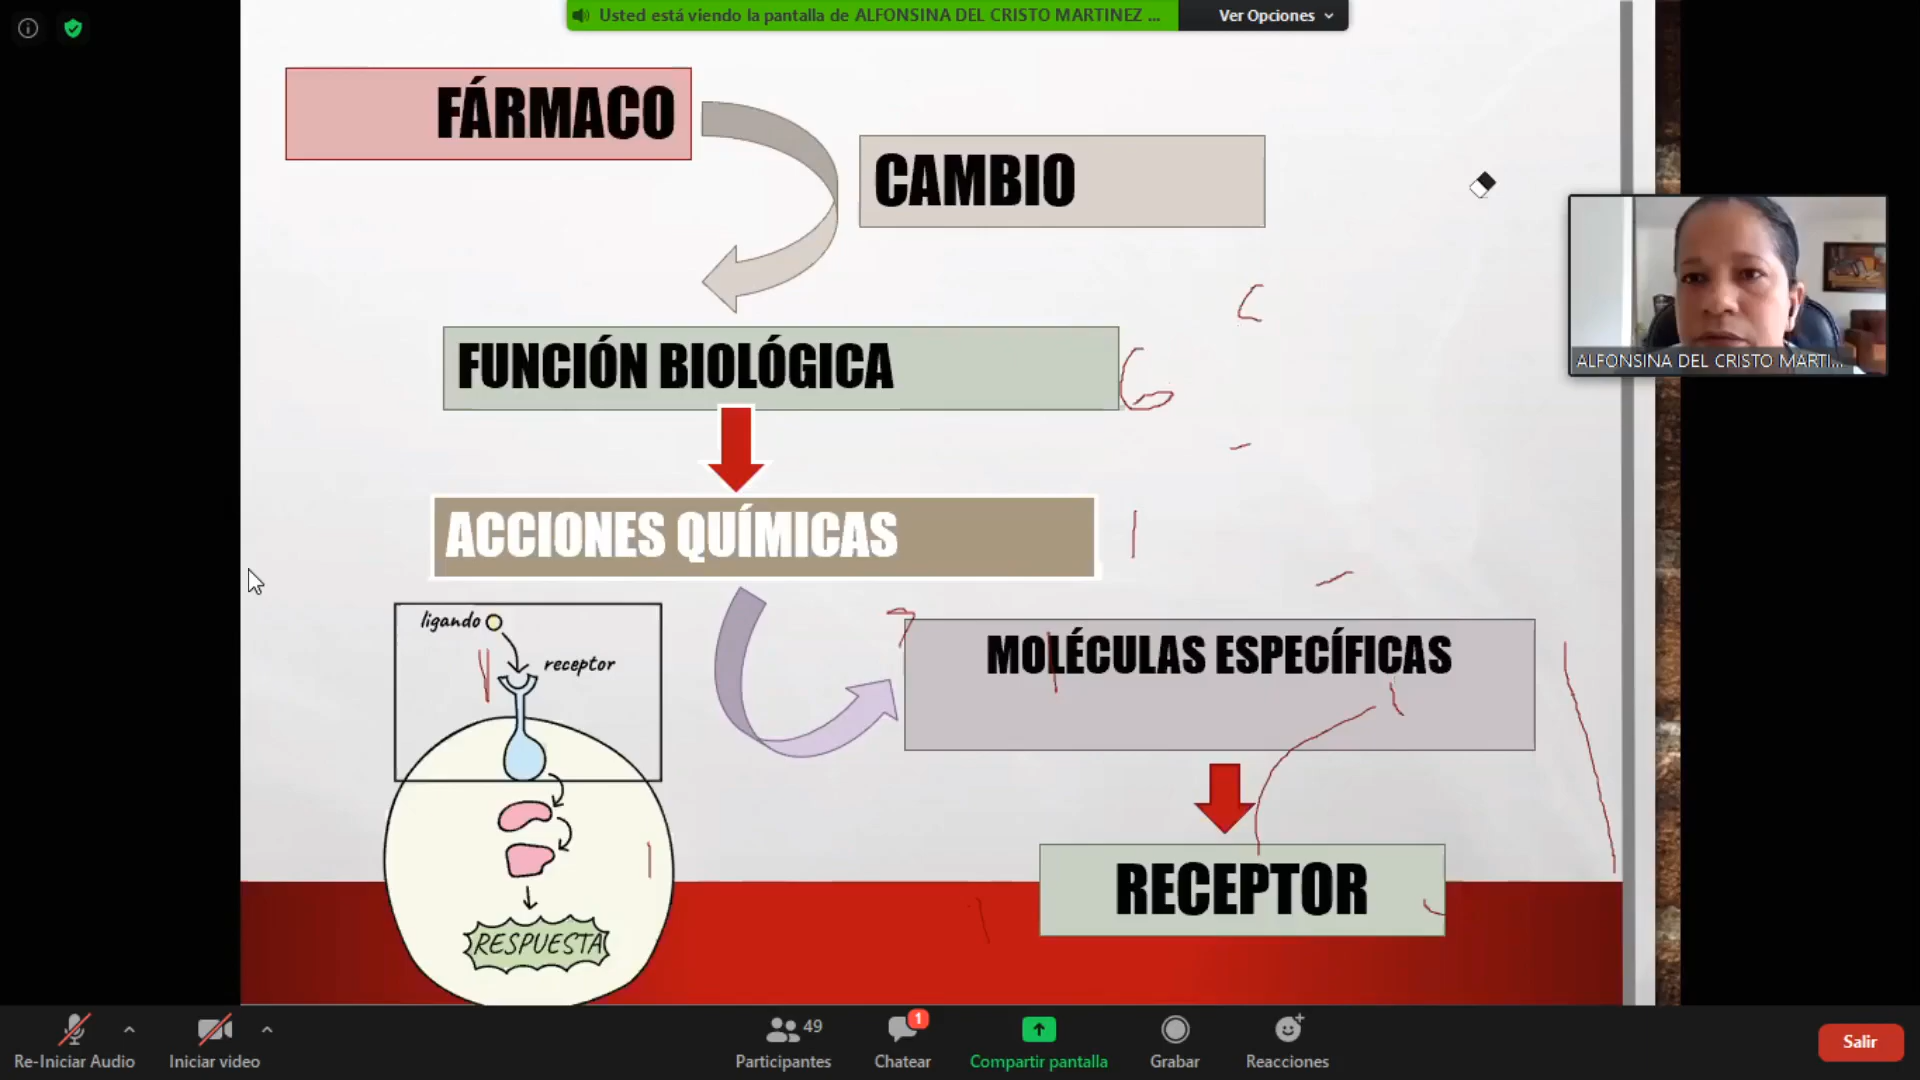 Usted está viendo la pantalla de ALFONSINA DEL CRISTO MARTINEZ ...
Ver Opciones
FÁRMACO
CAMBIO
ALFONSINA DEL CRISTO MARTI...
FUNCIÓN BIOLÓGICA
ACCIONES QUÍMICAS
ligando
receptor
MOLÉCULAS ESPECÍFICAS
RECEPTOR
RESPUESTA
49
1
Re-Iniciar Audio
Iniciar video
Participantes
Chatear
Compartir pantalla
Grabar
Reacciones
Salir